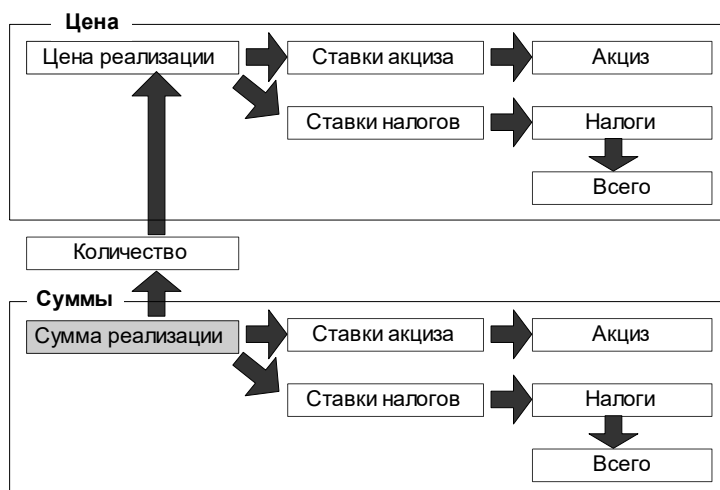 Цена
Цена реализации
Ставки акциза
Акциз
Ставки налогов
Налоги
Всего
Количество
Суммы
Сумма реализации
Ставки акциза
Акциз
Ставки налогов
Налоги
Всего